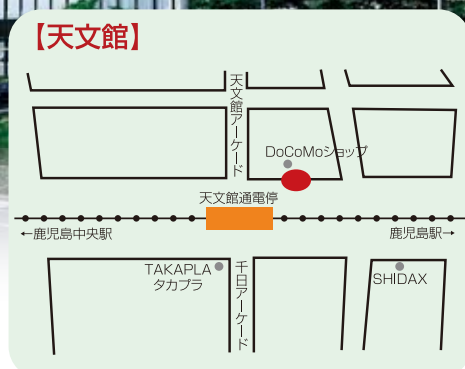 【天文館】
天文館アーケード
DoCoMoショップ
天文館通電停
←鹿児島中央駅
鹿児島駅→
TAKAPLA
タカプラ
千日アーケード
SHIDAX